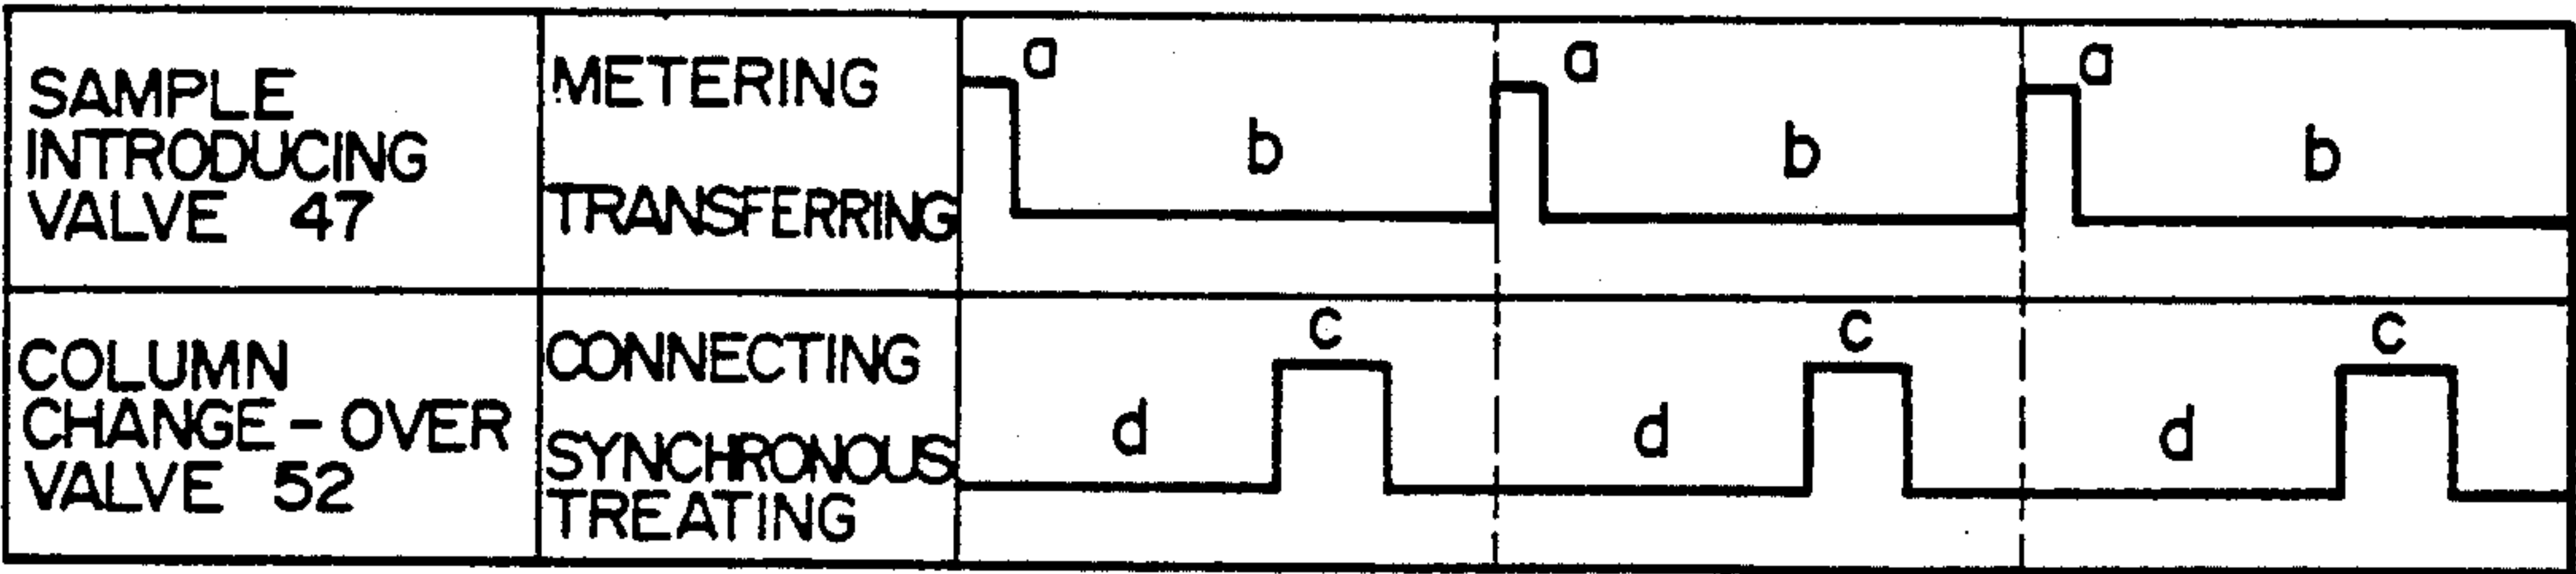 SAMPLE
INTRODUCING
VALVE 47
METERING
TRANSFERRING
a
b
a
b
a
b
COLUMN
CHANGE-OVER
VALVE 52
CONNECTING
SYNCHRONOUS
TREATING
d
c
d
c
d
c